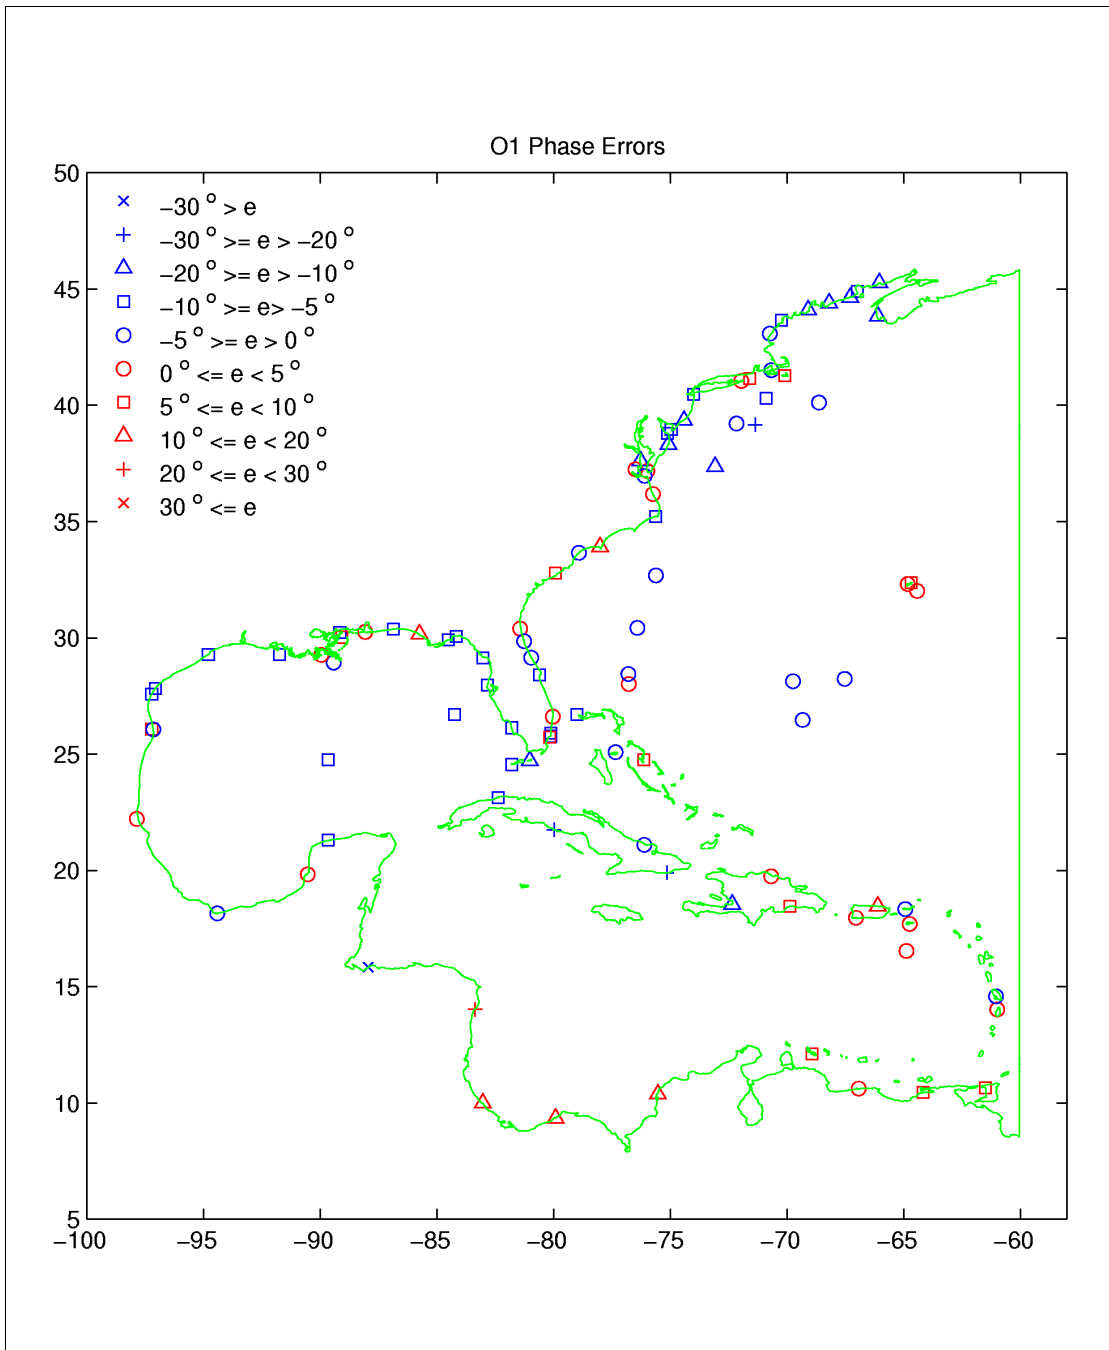 O1 Phase Errors
50
45
40
35
30
25
20
15
10
5
−30 o > e
−30 o >= e > −20 o
−20 o >= e > −10 o
−10 o >= e> −5 o
−5 o >= e > 0 o
0 o <= e < 5 o
5 o <= e < 10 o
10 o <= e < 20 o
20 o <= e < 30 o
30 o <= e
−100 −95 −90 −85 −80 −75 −70 −65 −60